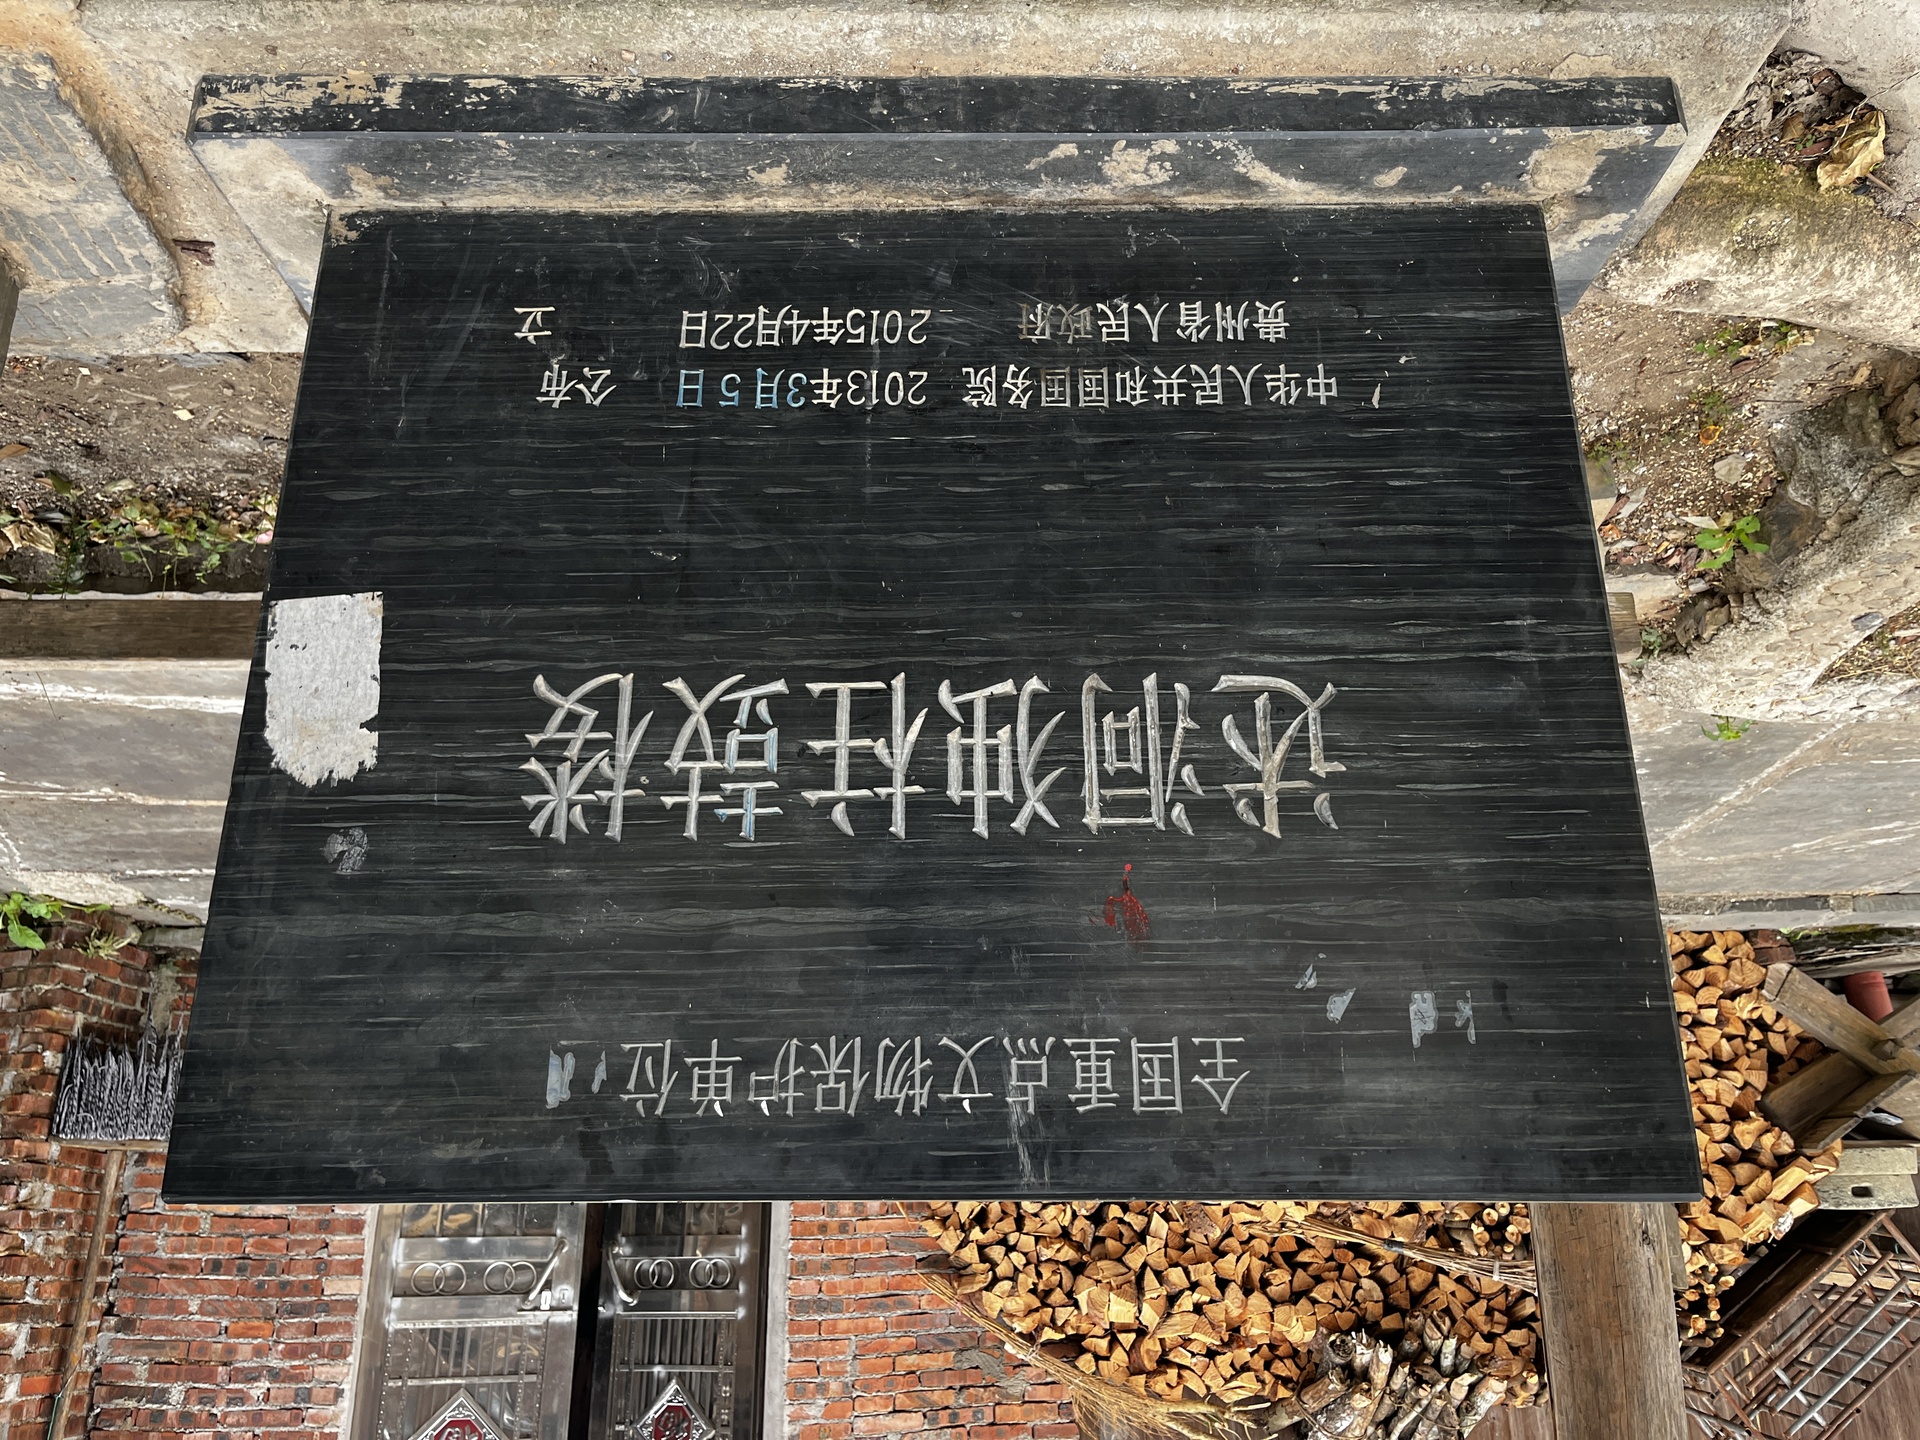 全国重点文物保护单位
述洞独柱鼓楼
中华人民共和国国务院 2013年3月5日 公布
贵州省人民政府 2015年4月22日 立